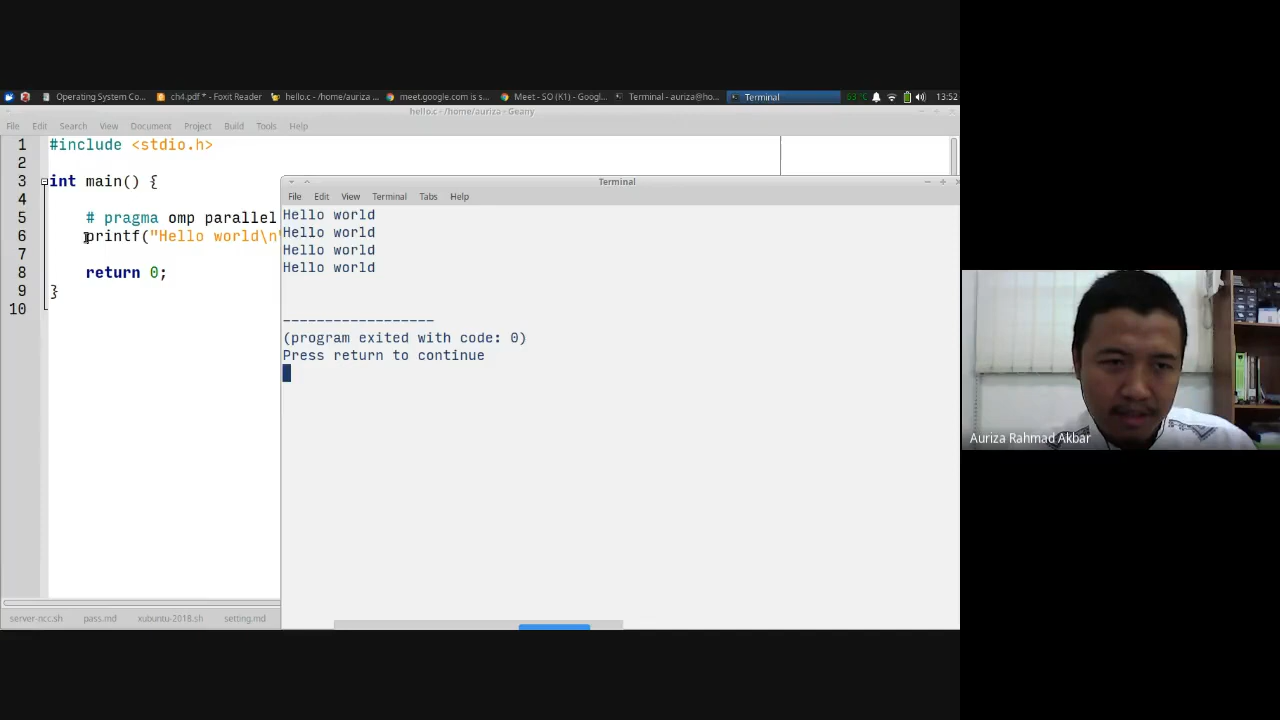 Operating System Co...
ch4.pdf * - Foxit Reader
hello.c - /home/auriza ...
meet.google.com is s...
Meet - SO (K1) - Googl...
Terminal - auriza@ho...
Terminal
63°C
13:52
hello.c - /home/auriza - Geany
File Edit Search View Document Project Build Tools Help
1 #include <stdio.h>
2
3 int main() {
4
5 # pragma omp parallel
6 printf("Hello world\n"
7
8 return 0;
9 }
10
Terminal
File Edit View Terminal Tabs Help
Hello world
Hello world
Hello world
Hello world
------------------
(program exited with code: 0)
Press return to continue
server-ncc.sh pass.md xubuntu-2018.sh setting.md
Auriza Rahmad Akbar